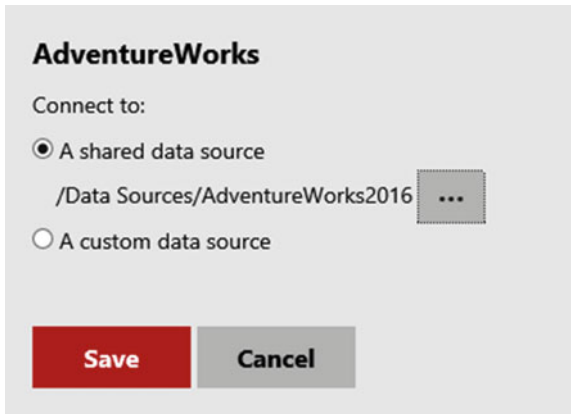 AdventureWorks
Connect to:
A shared data source
/Data Sources/AdventureWorks2016 ...
A custom data source
Save Cancel